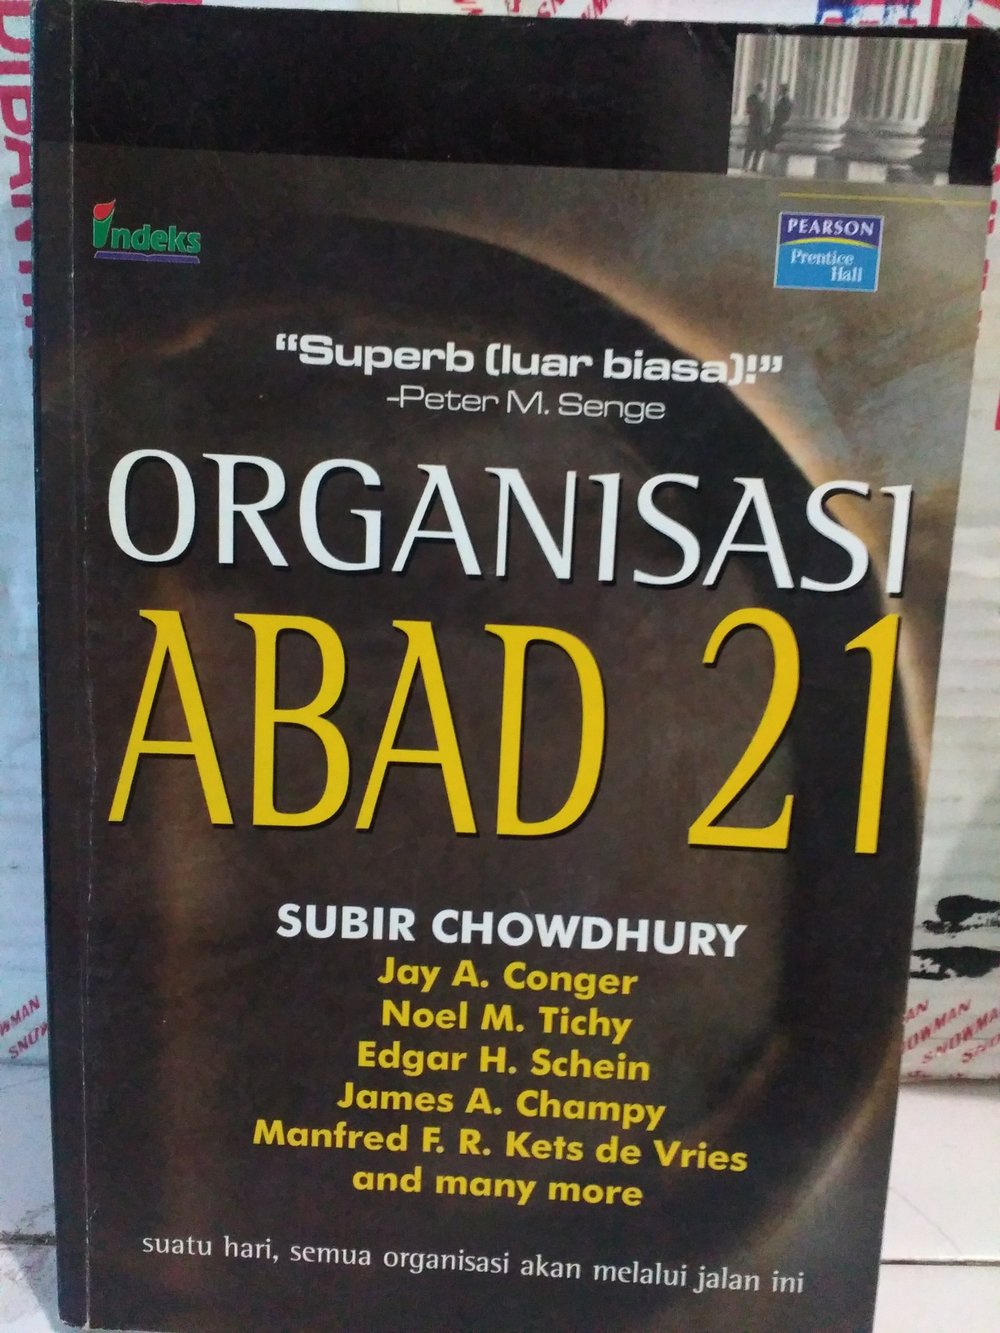 indeks
PEARSON
Prentice
Hall
“Superb (luar biasa)!”
-Peter M. Senge
ORGANISASI
ABAD 21
SUBIR CHOWDHURY
Jay A. Conger
Noel M. Tichy
Edgar H. Schein
James A. Champy
Manfred F. R. Kets de Vries
and many more
suatu hari, semua organisasi akan melalui jalan ini
SNOWMAN